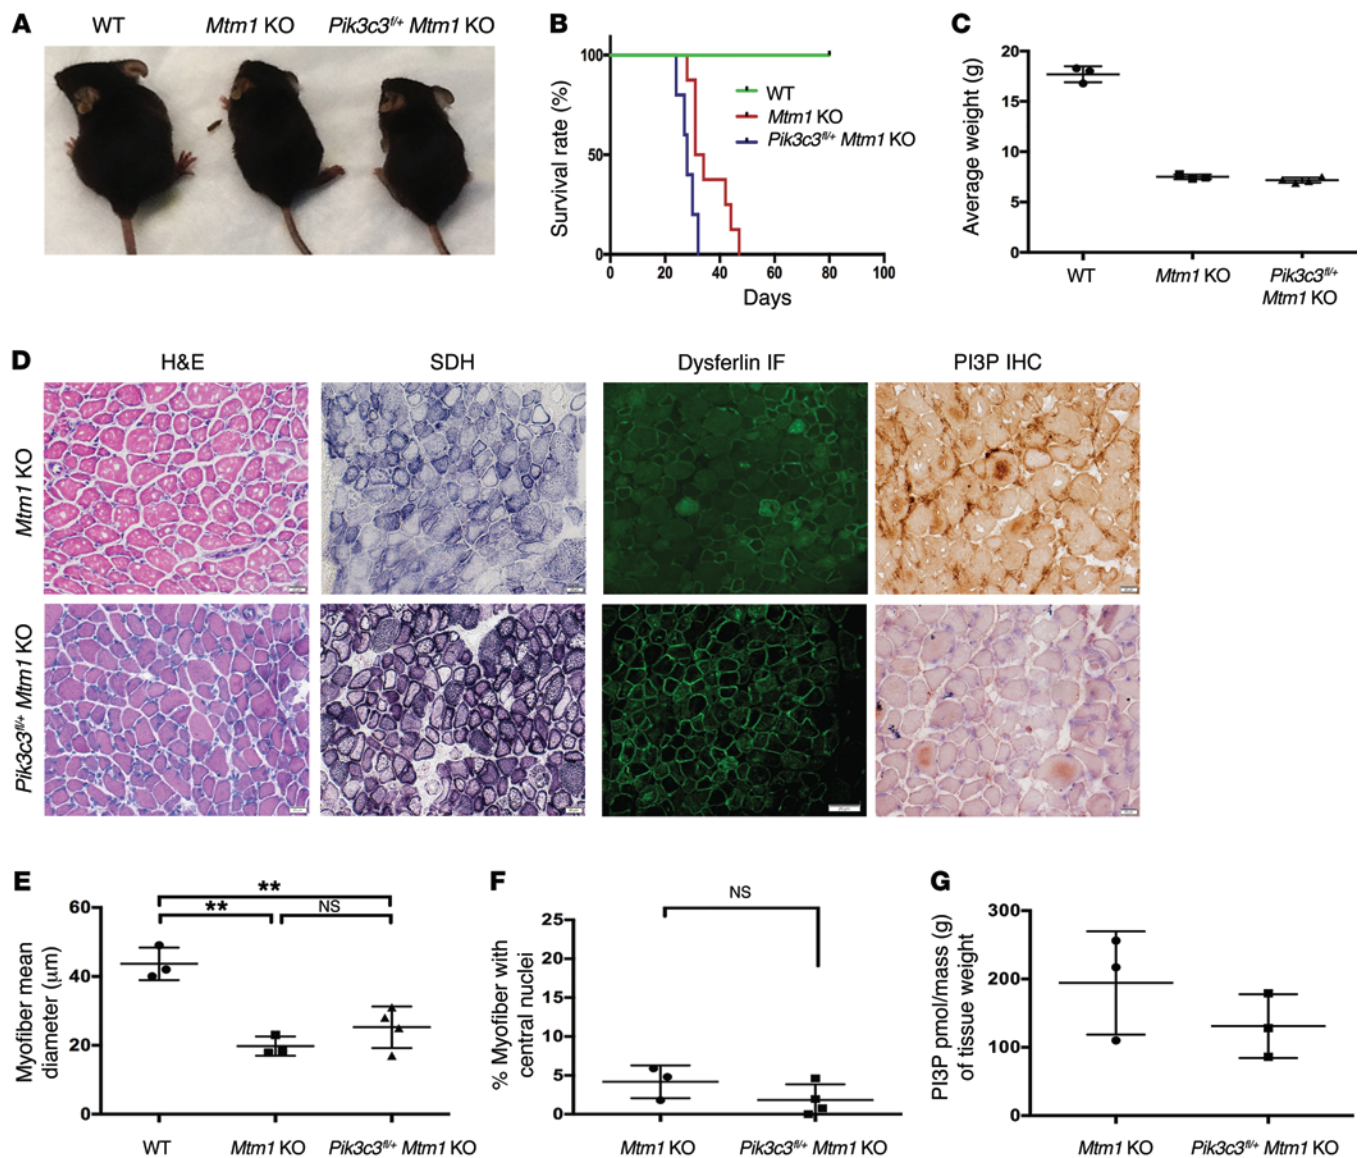 A
WT
Mtm1 KO
Pik3c3f/+ Mtm1 KO
B
Survival rate (%)
100
50
0
0
20
40
60
80
100
Days
WT
Mtm1 KO
Pik3c3fl/+ Mtm1 KO
C
Average weight (g)
20
15
10
5
0
WT
Mtm1 KO
Pik3c3fl/+
Mtm1 KO
D
H&E
SDH
Dysferlin IF
PI3P IHC
Mtm1 KO
Pik3c3fl/+ Mtm1 KO
E
Myofiber mean
diameter (μm)
60
40
20
0
**
**
NS
WT
Mtm1 KO
Pik3c3fl/+ Mtm1 KO
F
% Myofiber with
central nuclei
25
20
15
10
5
0
NS
Mtm1 KO
Pik3c3fl/+ Mtm1 KO
G
PI3P pmol/mass (g)
of tissue weight
300
200
100
0
Mtm1 KO
Pik3c3fl/+ Mtm1 KO